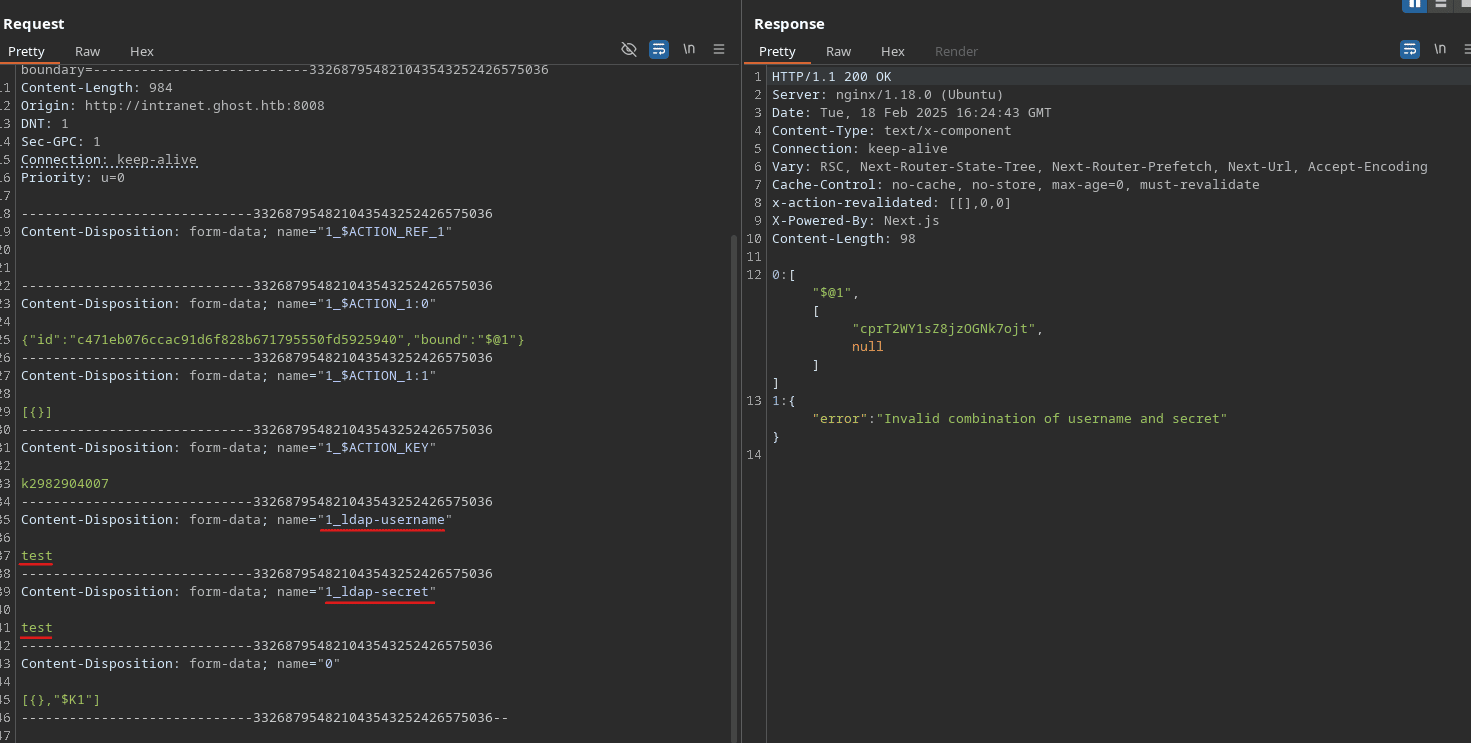 Request
Pretty Raw Hex \n
boundary=---------------------------332687954821043543252426575036
11 Content-Length: 984
12 Origin: http://intranet.ghost.htb:8008
13 DNT: 1
14 Sec-GPC: 1
15 Connection: keep-alive
16 Priority: u=0
17
18 -----------------------------332687954821043543252426575036
19 Content-Disposition: form-data; name="1_$ACTION_REF_1"
20
21
22 -----------------------------332687954821043543252426575036
23 Content-Disposition: form-data; name="1_$ACTION_1:0"
24
25 {"id":"c471eb076ccac91d6f828b671795550fd5925940","bound":"$@1"}
26 -----------------------------332687954821043543252426575036
27 Content-Disposition: form-data; name="1_$ACTION_1:1"
28
29 [{}]
30 -----------------------------332687954821043543252426575036
31 Content-Disposition: form-data; name="1_$ACTION_KEY"
32
33 k2982904007
34 -----------------------------332687954821043543252426575036
35 Content-Disposition: form-data; name="1_ldap-username"
36
37 test
38 -----------------------------332687954821043543252426575036
39 Content-Disposition: form-data; name="1_ldap-secret"
40
41 test
42 -----------------------------332687954821043543252426575036
43 Content-Disposition: form-data; name="0"
44
45 [{},"$K1"]
46 -----------------------------332687954821043543252426575036--
47
Response
Pretty Raw Hex Render \n
1 HTTP/1.1 200 OK
2 Server: nginx/1.18.0 (Ubuntu)
3 Date: Tue, 18 Feb 2025 16:24:43 GMT
4 Content-Type: text/x-component
5 Connection: keep-alive
6 Vary: RSC, Next-Router-State-Tree, Next-Router-Prefetch, Next-Url, Accept-Encoding
7 Cache-Control: no-cache, no-store, max-age=0, must-revalidate
8 x-action-revalidated: [[],0,0]
9 X-Powered-By: Next.js
10 Content-Length: 98
11
12 0:[
"$@1",
[
"cprT2WY1sZ8jzOGNk7ojt",
null
]
]
13 1:{
"error":"Invalid combination of username and secret"
}
14